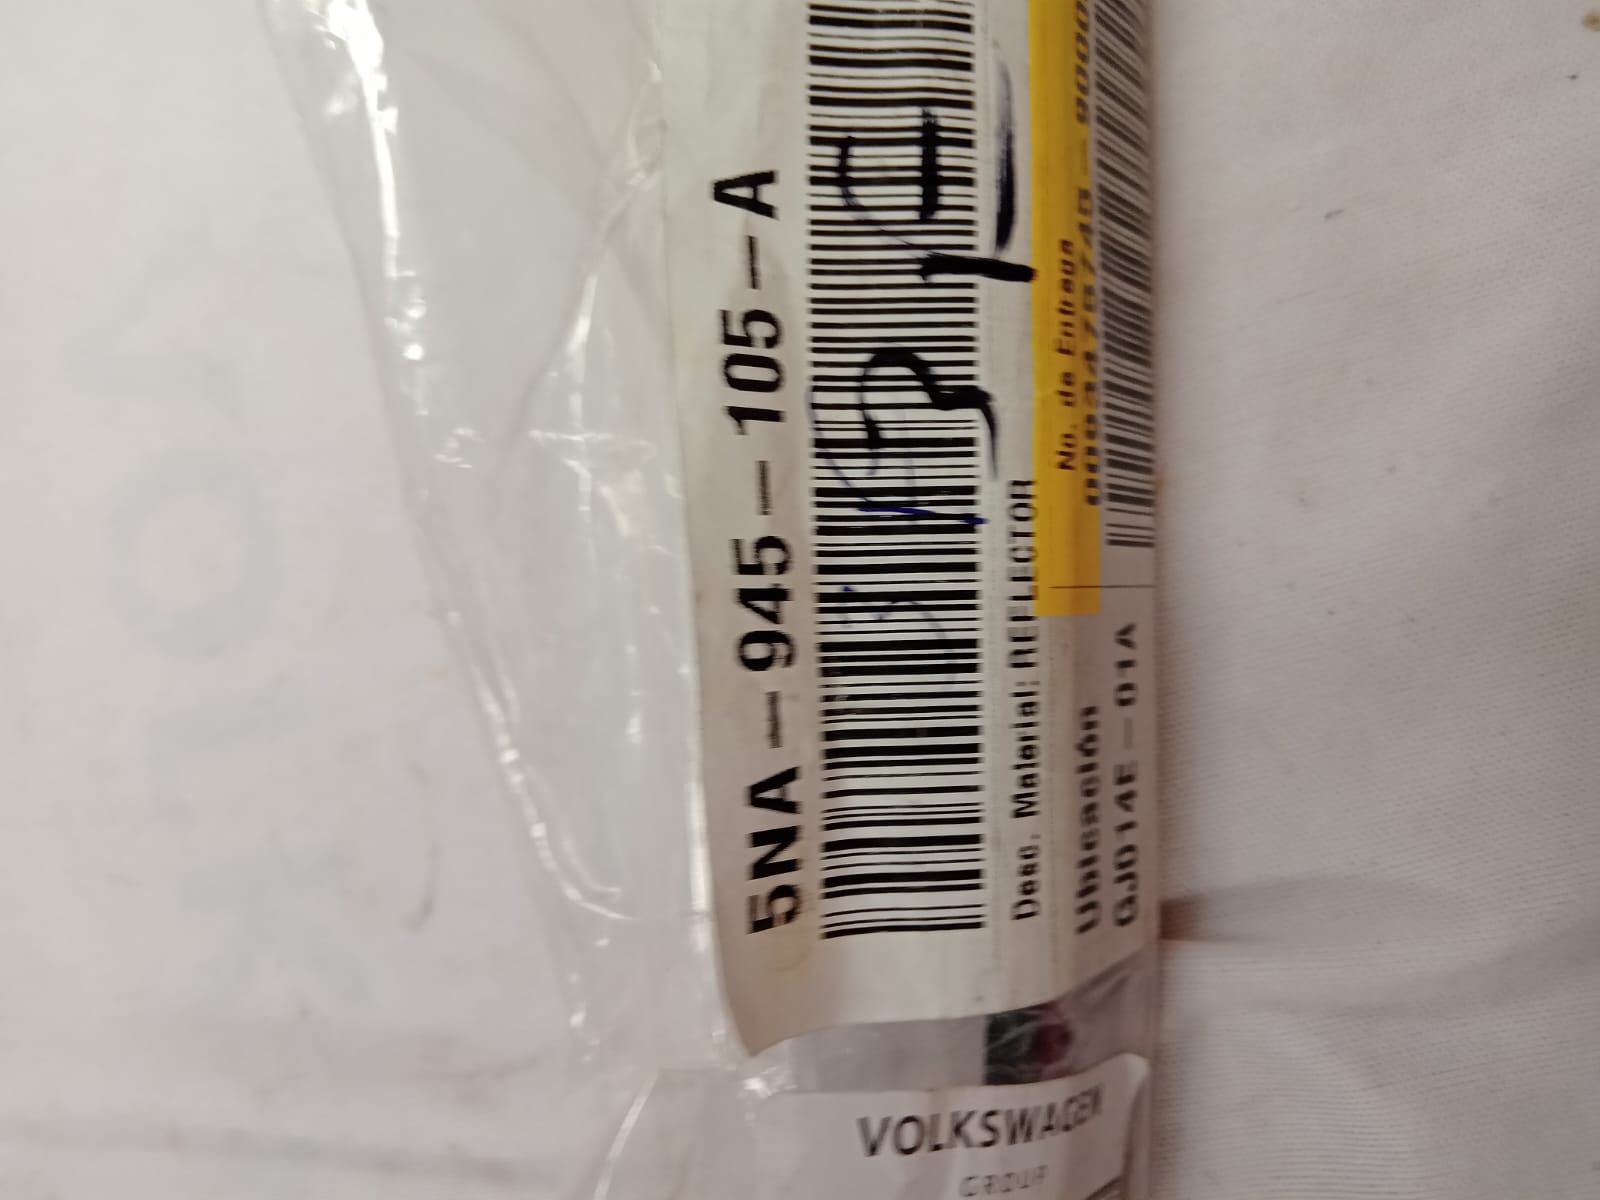 5NA-945-105-A
Desc. Material: REFLECTOR
No. de Entrega
Ubicación
GJ014E-01A
VOLKSWAGEN
GROUP